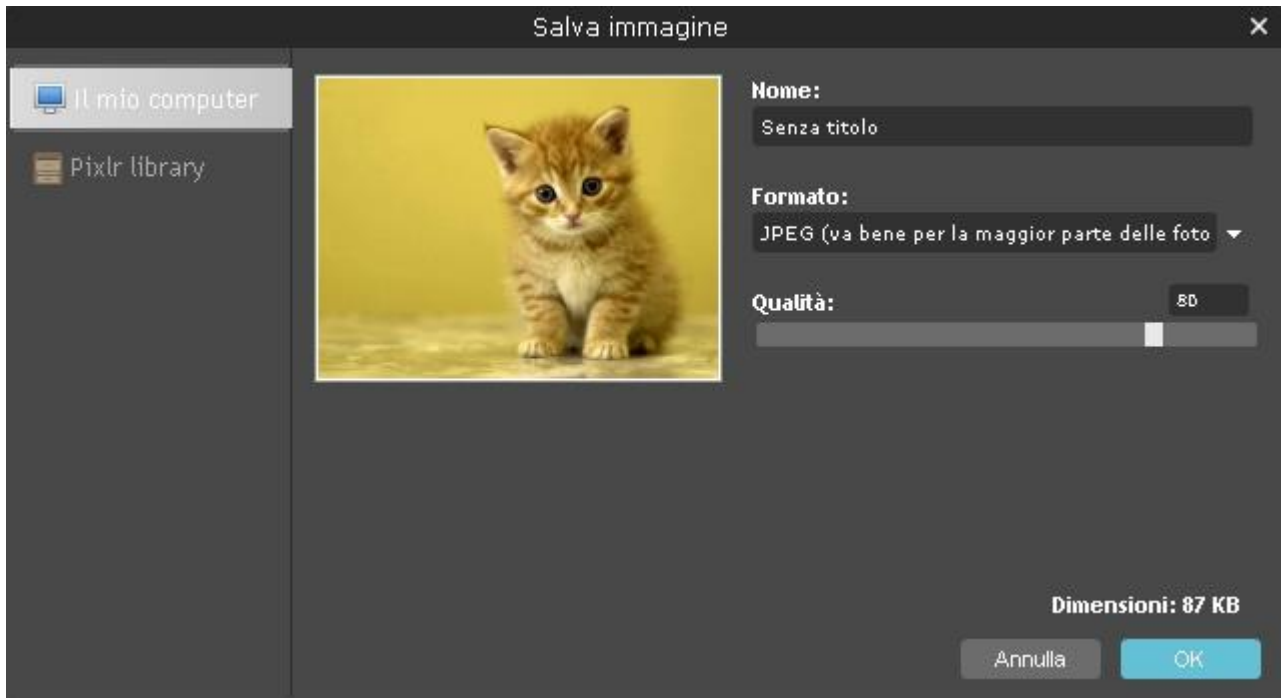 Salva immagine
Il mio computer
Pixlr library
Nome:
Senza titolo
Formato:
JPEG (va bene per la maggior parte delle foto
Qualità:
80
Dimensioni: 87 KB
Annulla
OK